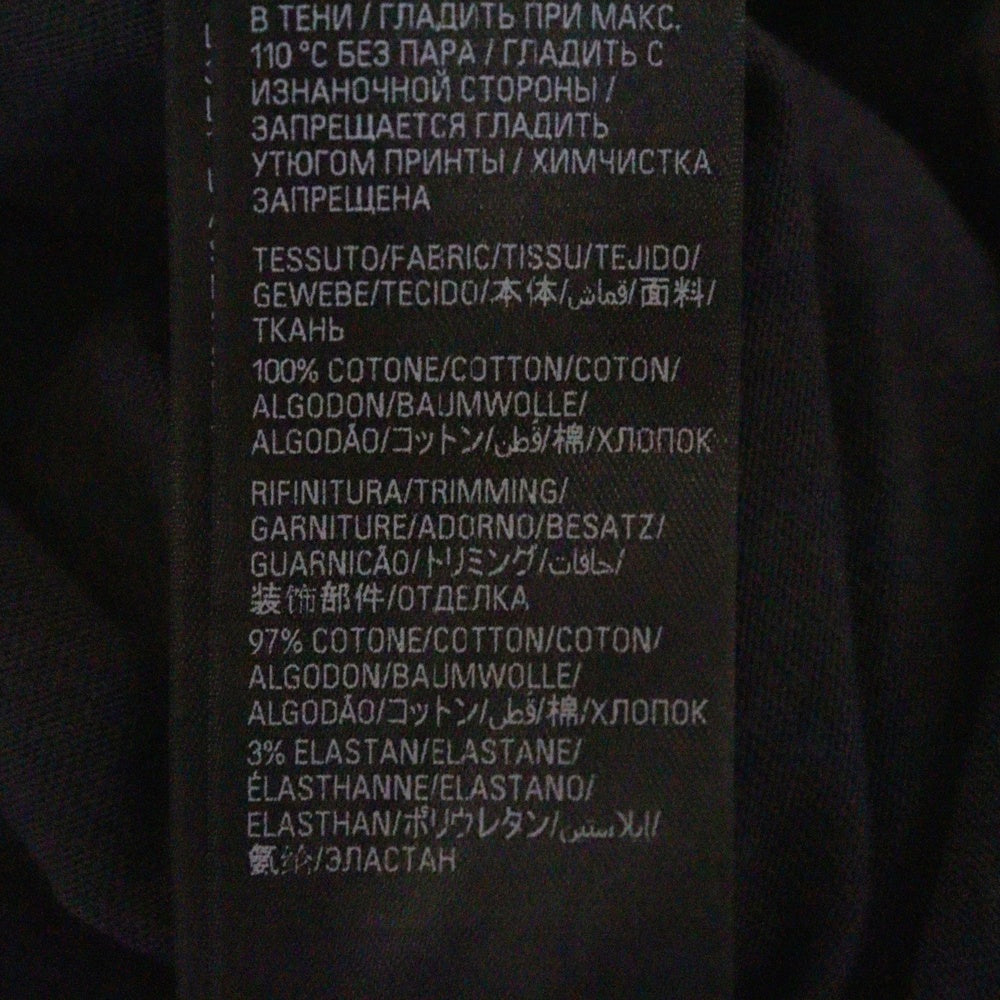 В ТЕНИ / ГЛАДИТЬ ПРИ МАКС.
110 °C БЕЗ ПАРА / ГЛАДИТЬ С
ИЗНАНОЧНОЙ СТОРОНЫ /
ЗАПРЕЩАЕТСЯ ГЛАДИТЬ
УТЮГОМ ПРИНТЫ / ХИМЧИСТКА
ЗАПРЕЩЕНА
TESSUTO/FABRIC/TISSU/TEJIDO/
GEWEBE/TECIDO/本体/قماش/面料/
ТКАНЬ
100% COTONE/COTTON/COTON/
ALGODON/BAUMWOLLE/
ALGODÃO/コットン/قطن/棉/ХЛОПОК
RIFINITURA/TRIMMING/
GARNITURE/ADORNO/BESATZ/
GUARNICÃO/トリミング/حافات/
装饰部件/ОТДЕЛКА
97% COTONE/COTTON/COTON/
ALGODON/BAUMWOLLE/
ALGODÃO/コットン/قطن/棉/ХЛОПОК
3% ELASTAN/ELASTANE/
ÉLASTHANNE/ELASTANO/
ELASTHAN/ポリウレタン/إيلاستين/
氨纶/ЭЛАСТАН